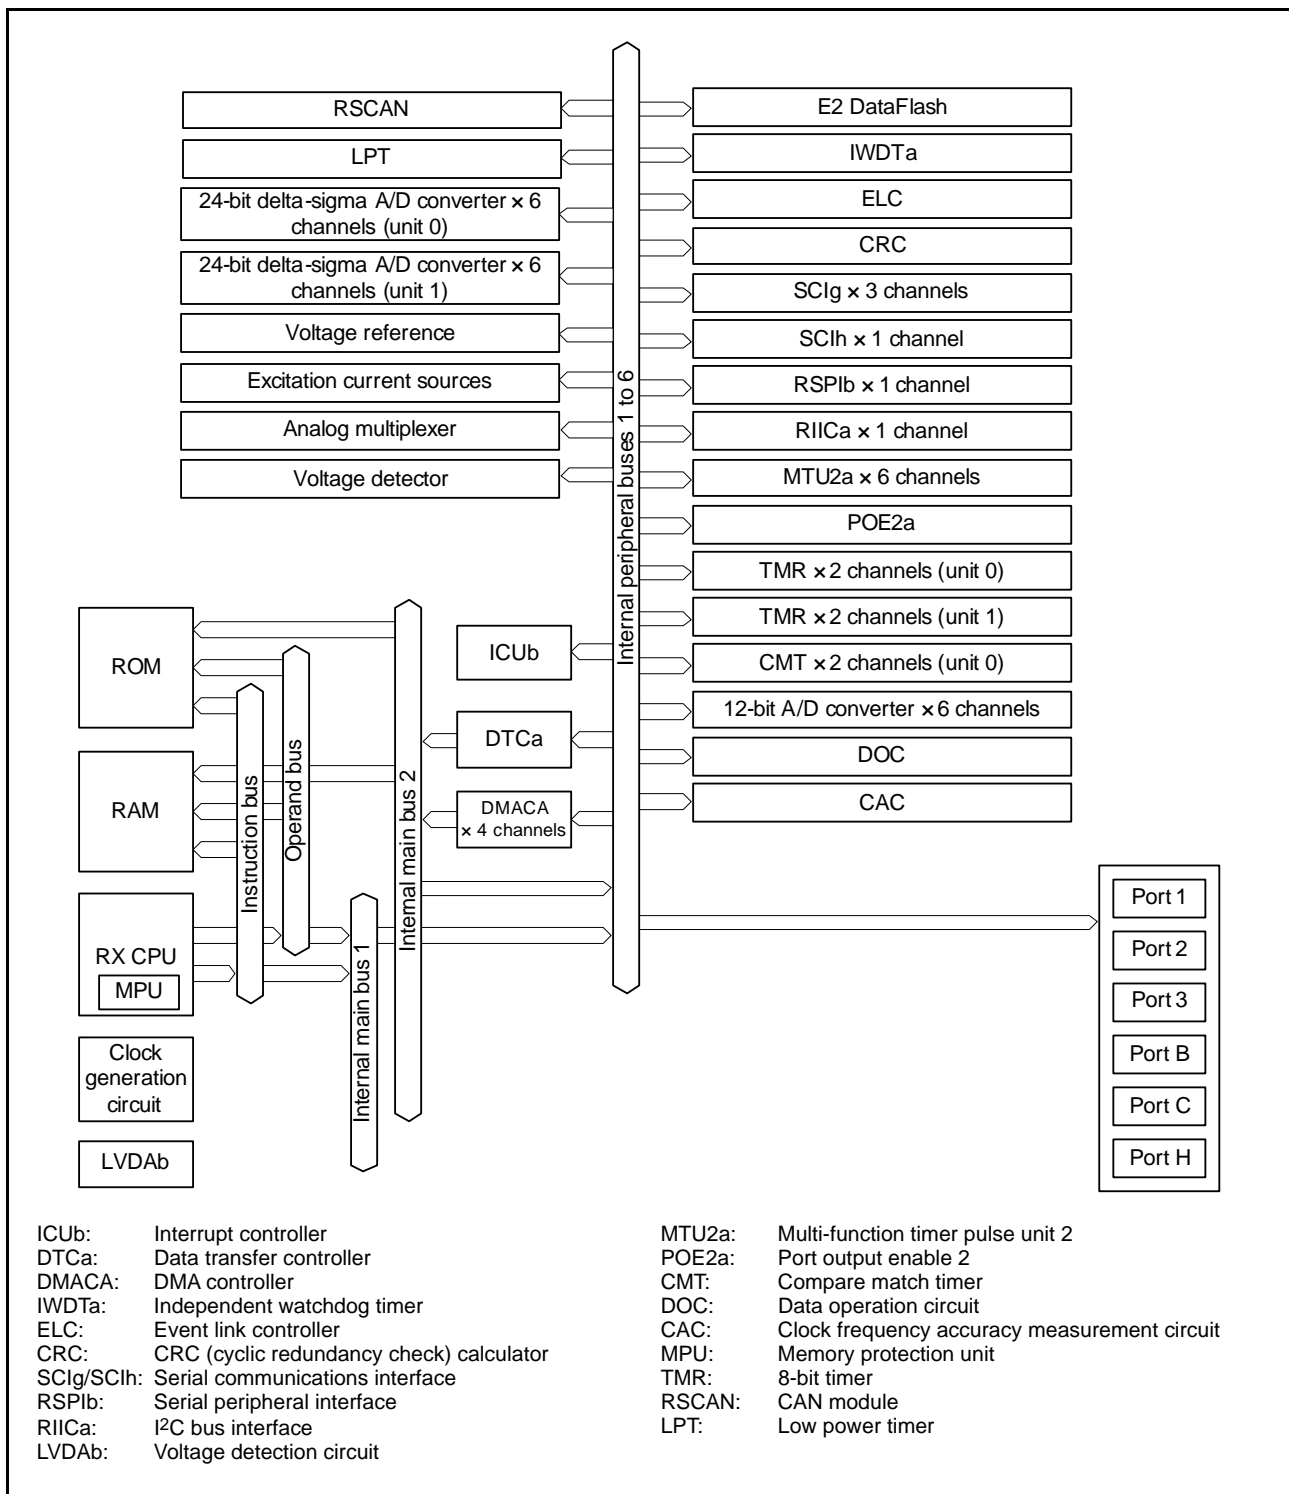 RSCAN
LPT
24-bit delta-sigma A/D converter × 6
channels (unit 0)
24-bit delta-sigma A/D converter × 6
channels (unit 1)
Voltage reference
Excitation current sources
Analog multiplexer
Voltage detector
Internal peripheral buses 1 to 6
E2 DataFlash
IWDTa
ELC
CRC
SCIg × 3 channels
SCIh × 1 channel
RSPIb × 1 channel
RIICa × 1 channel
MTU2a × 6 channels
POE2a
TMR × 2 channels (unit 0)
TMR × 2 channels (unit 1)
CMT × 2 channels (unit 0)
12-bit A/D converter × 6 channels
DOC
CAC
ROM
RAM
RX CPU
MPU
Clock
generation
circuit
LVDAb
Instruction bus
Operand bus
Internal main bus 1
Internal main bus 2
ICUb
DTCa
DMACA
× 4 channels
Port 1
Port 2
Port 3
Port B
Port C
Port H
ICUb: Interrupt controller
DTCa: Data transfer controller
DMACA: DMA controller
IWDTa: Independent watchdog timer
ELC: Event link controller
CRC: CRC (cyclic redundancy check) calculator
SCIg/SCIh: Serial communications interface
RSPIb: Serial peripheral interface
RIICa: I2C bus interface
LVDAb: Voltage detection circuit
MTU2a: Multi-function timer pulse unit 2
POE2a: Port output enable 2
CMT: Compare match timer
DOC: Data operation circuit
CAC: Clock frequency accuracy measurement circuit
MPU: Memory protection unit
TMR: 8-bit timer
RSCAN: CAN module
LPT: Low power timer